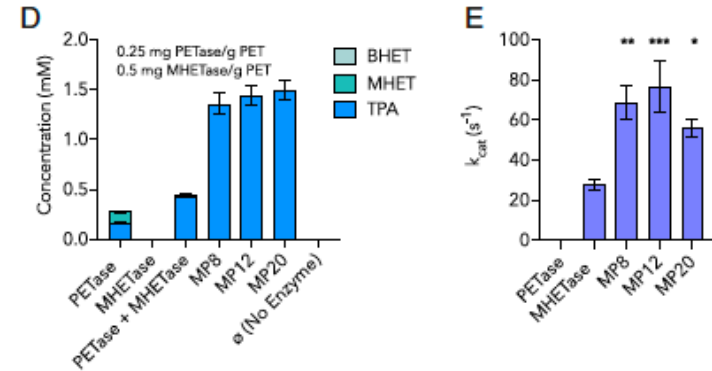 D
2.0
1.5
1.0
0.5
0.0
Concentration (mM)
0.25 mg PETase/g PET
0.5 mg MHETase/g PET
BHET
MHET
TPA
PETase
MHETase
PETase + MHETase
MP8
MP12
MP20
ø (No Enzyme)
E
100
80
60
40
20
0
kcat (s⁻¹)
**
***
*
PETase
MHETase
MP8
MP12
MP20